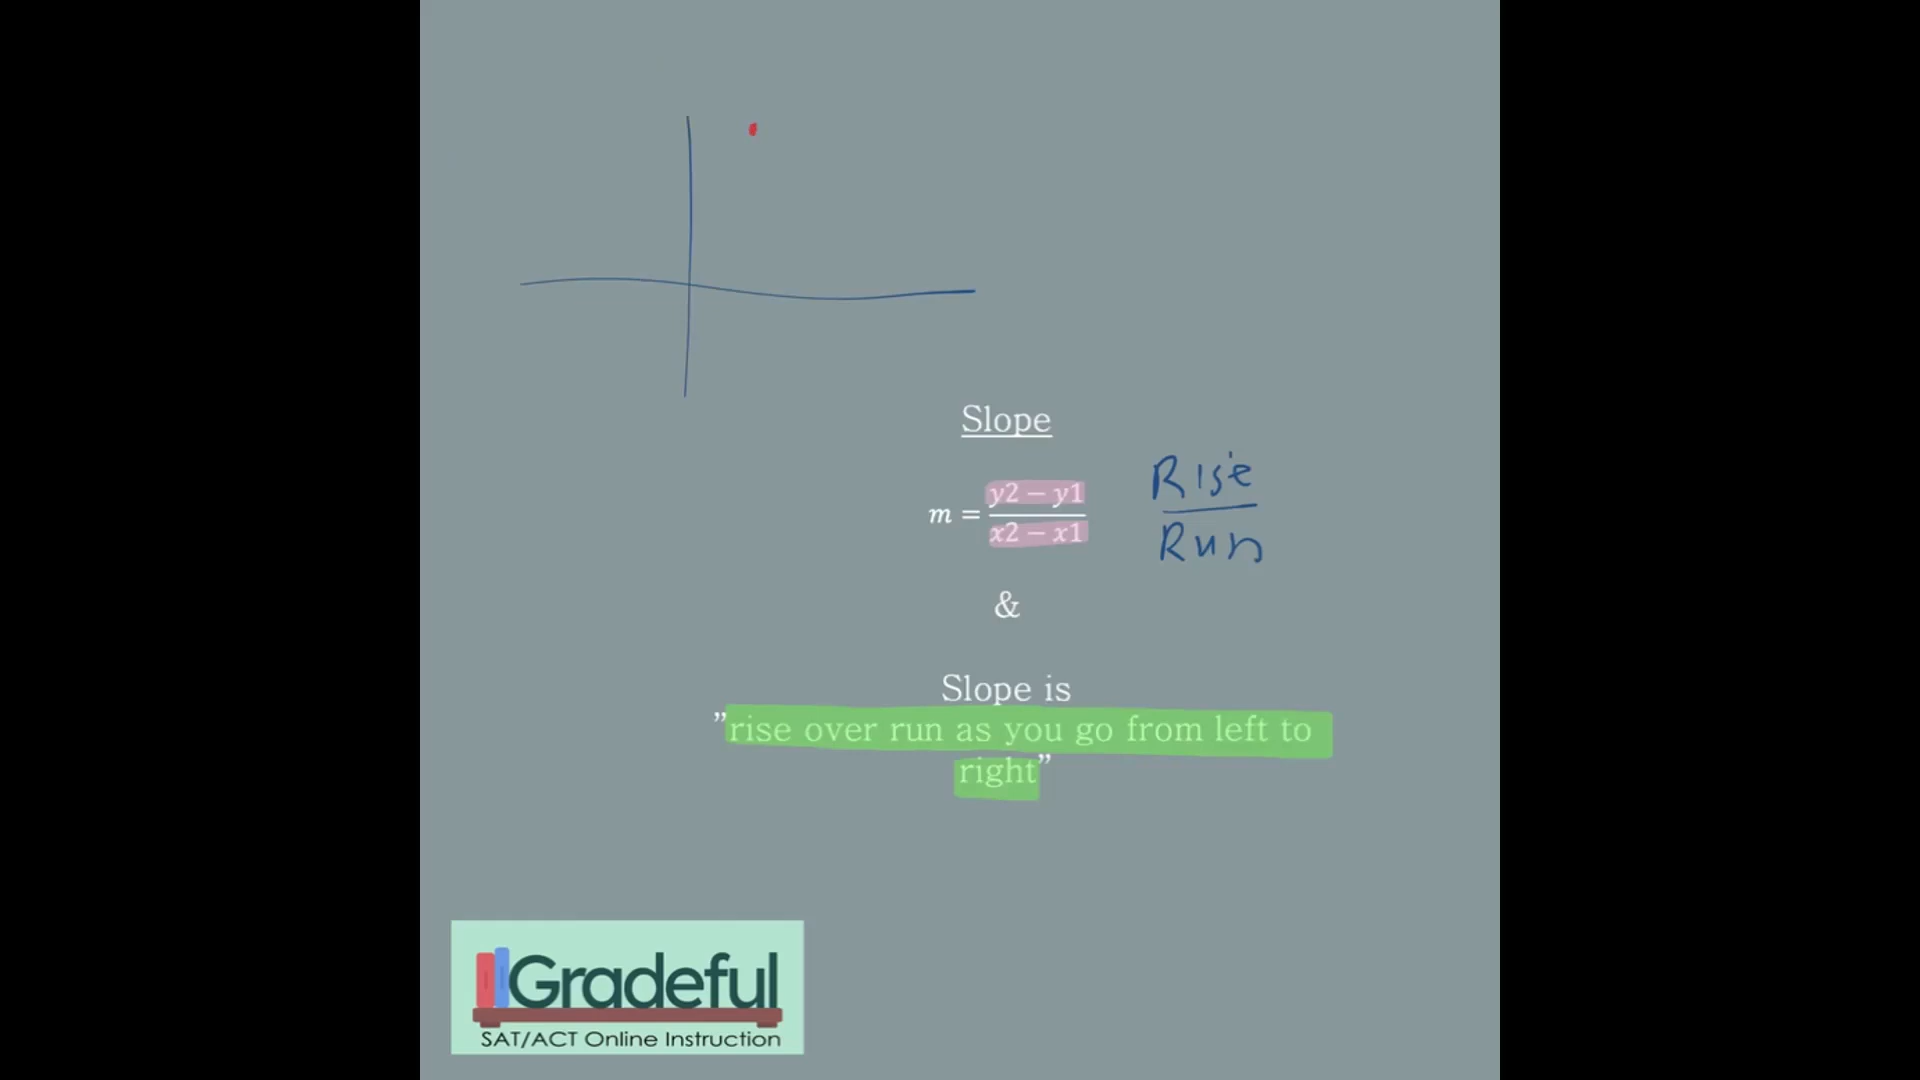 Slope
m = y2 − y1 / x2 − x1
Rise
Run
&
Slope is
”rise over run as you go from left to
right”
Gradeful
SAT/ACT Online Instruction